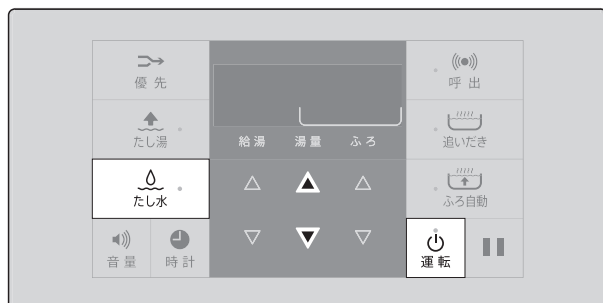 優先
たし湯
たし水
音量
時計
給湯 湯量 ふろ
呼出
追いだき
ふろ自動
運転